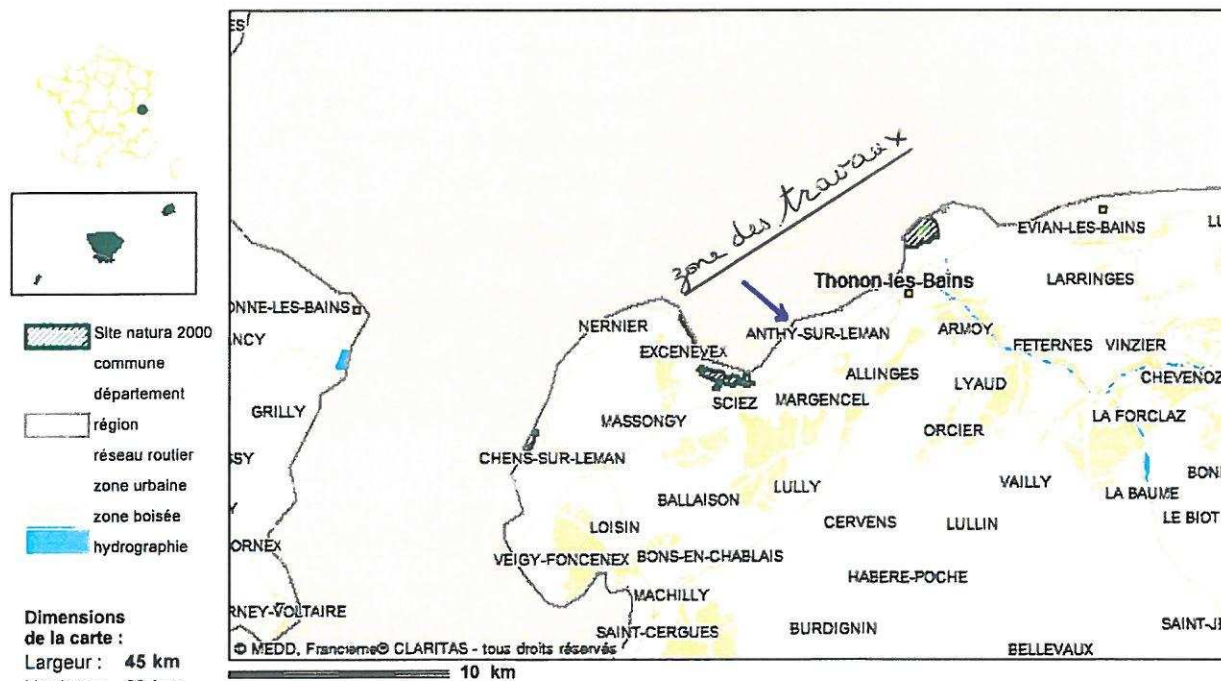 zone des travaux
EVIAN-LES-BAINS
LARRINGES
Thonon-les-Bains
NERNIER
ANTHY-SUR-LEMAN
ARMOY
EXCENEVEX
FETERNES VINZIER
ALLINGES
LYAUD
CHEVENOZ
SCIEZ
MARGENCEL
MASSONGY
LA FORCLAZ
ORCIER
GRILLY
CHENS-SUR-LEMAN
BALLAISON
LULLY
VAILLY
LA BAUME
LOISIN
CERVENS
LULLIN
LE BIOT
VEIGY-FONCENEX
BONS-EN-CHABLAIS
HABERE-POCHE
MACHILLY
SAINT-CERGUES
BURDIGNIN
BELLEVAUX
ONNE-LES-BAINS
NCY
ORNEX
RNEY-VOLTAIRE
© MEDD, Francieme® CLARITAS - tous droits réservés
10 km
Site natura 2000
commune
département
région
réseau routier
zone urbaine
zone boisée
hydrographie
Dimensions
de la carte :
Largeur : 45 km